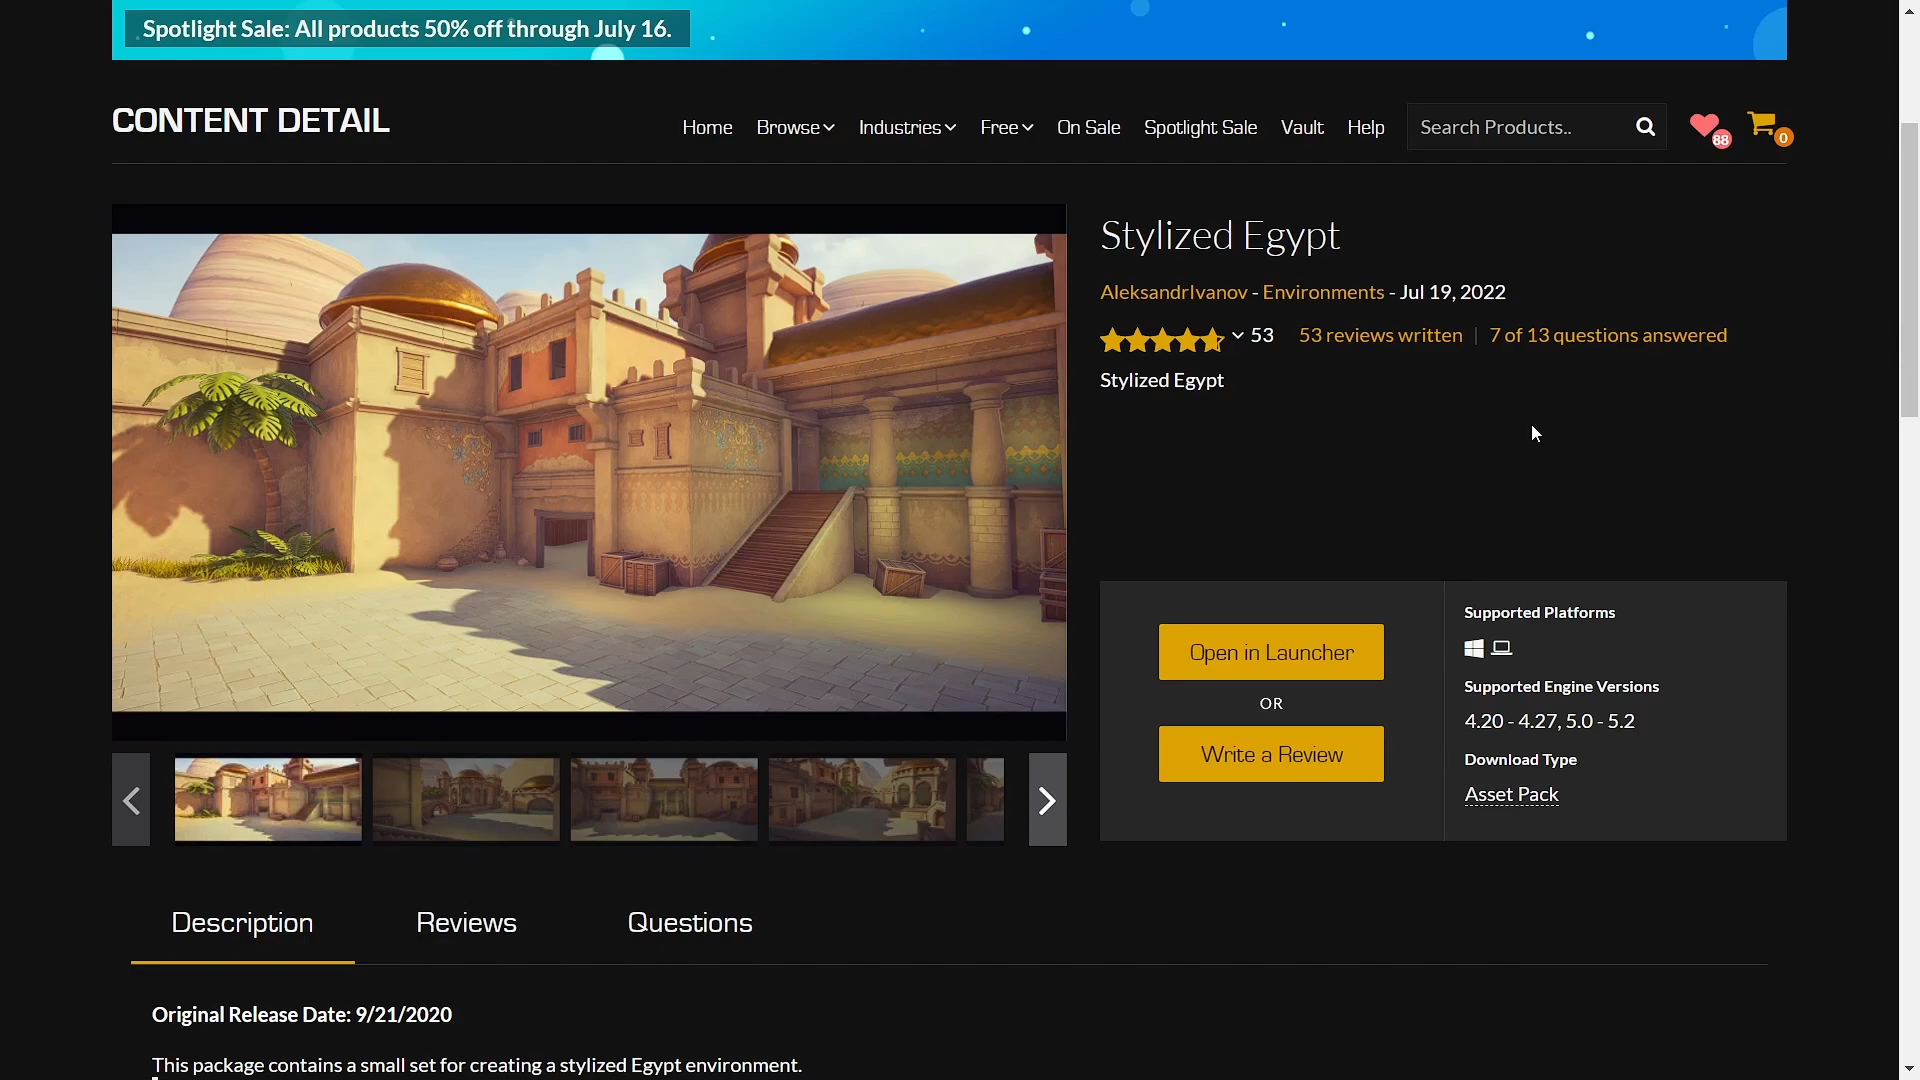 Spotlight Sale: All products 50% off through July 16.
CONTENT DETAIL
Home Browse Industries Free On Sale Spotlight Sale Vault Help Search Products.. 88 0
Stylized Egypt
AleksandrIvanov - Environments - Jul 19, 2022
53 53 reviews written 7 of 13 questions answered
Stylized Egypt
Open in Launcher
OR
Write a Review
Supported Platforms
Supported Engine Versions
4.20 - 4.27, 5.0 - 5.2
Download Type
Asset Pack
Description Reviews Questions
Original Release Date: 9/21/2020
This package contains a small set for creating a stylized Egypt environment.